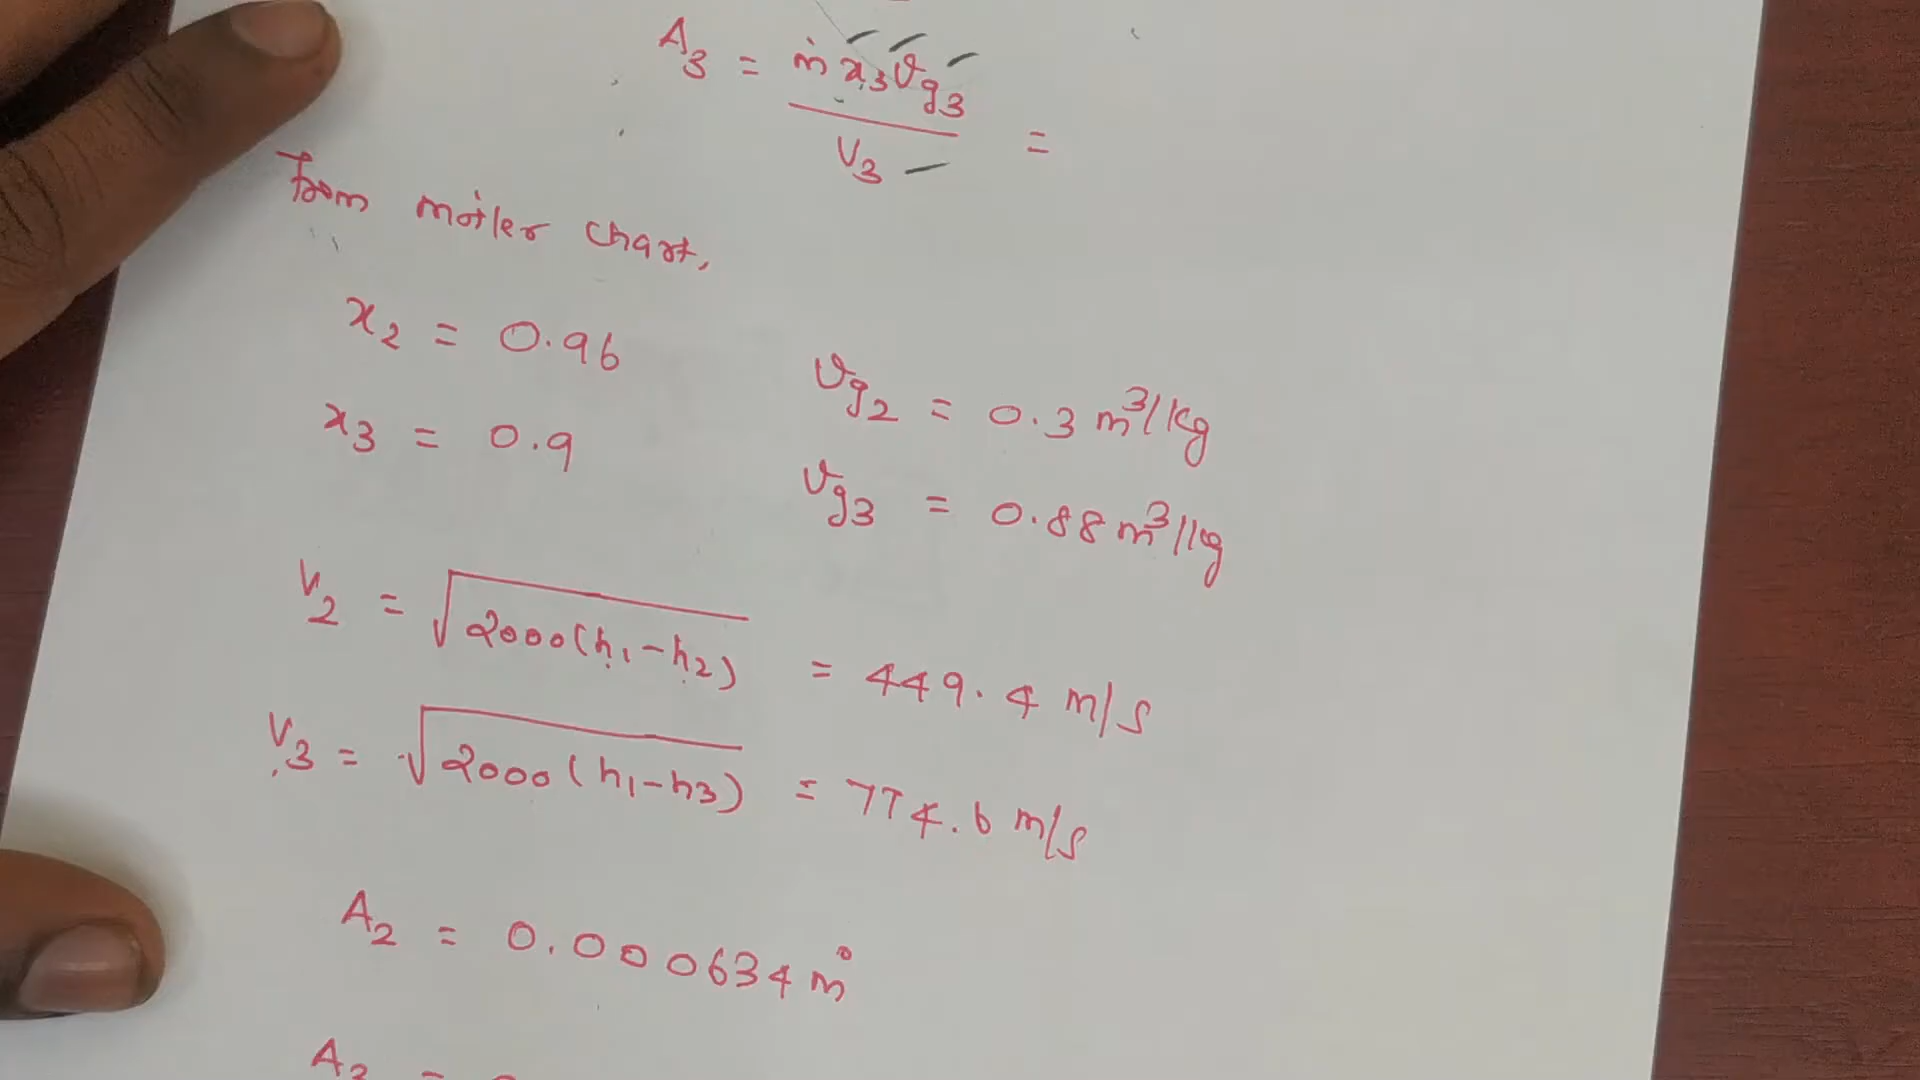 A₃ = ṁ x₃ vg₃ / V₃ =
From moiler chart,
x₂ = 0.96
vg₂ = 0.3 m³/kg
x₃ = 0.9
vg₃ = 0.88 m³/kg
V₂ = √2000(h₁-h₂) = 449.4 m/s
V₃ = √2000(h₁-h₃) = 774.6 m/s
A₂ = 0.000634 m²